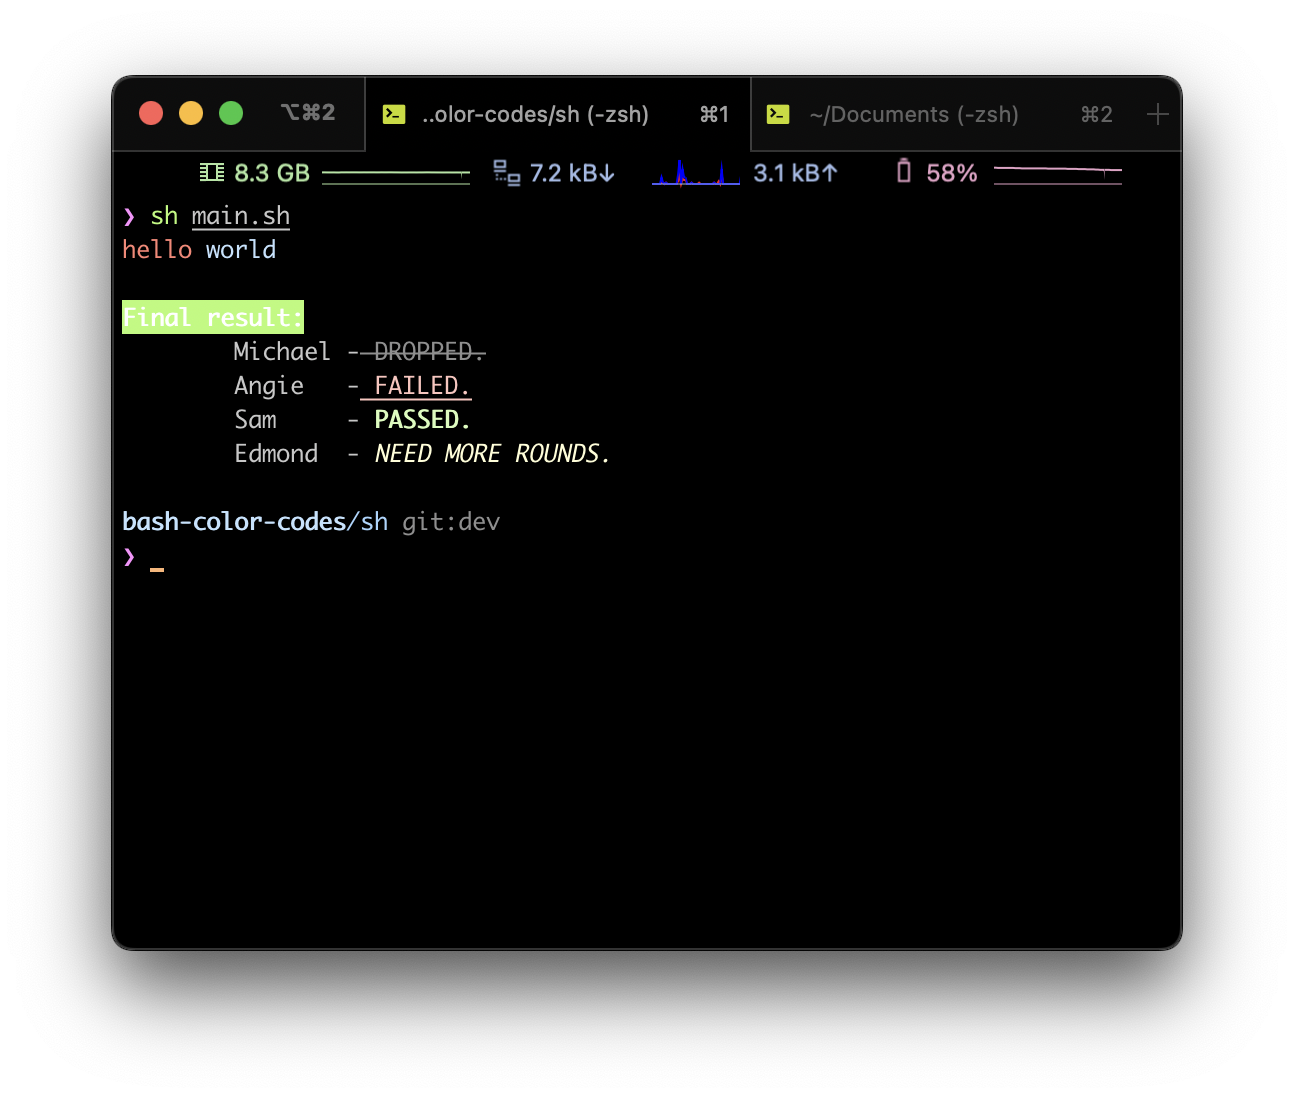 ⌥⌘2 ..olor-codes/sh (-zsh) ⌘1 ~/Documents (-zsh) ⌘2
8.3 GB 7.2 kB↓ 3.1 kB↑ 58%
❯ sh main.sh
hello world
Final result:
Michael - DROPPED.
Angie - FAILED.
Sam - PASSED.
Edmond - NEED MORE ROUNDS.
bash-color-codes/sh git:dev
❯ _